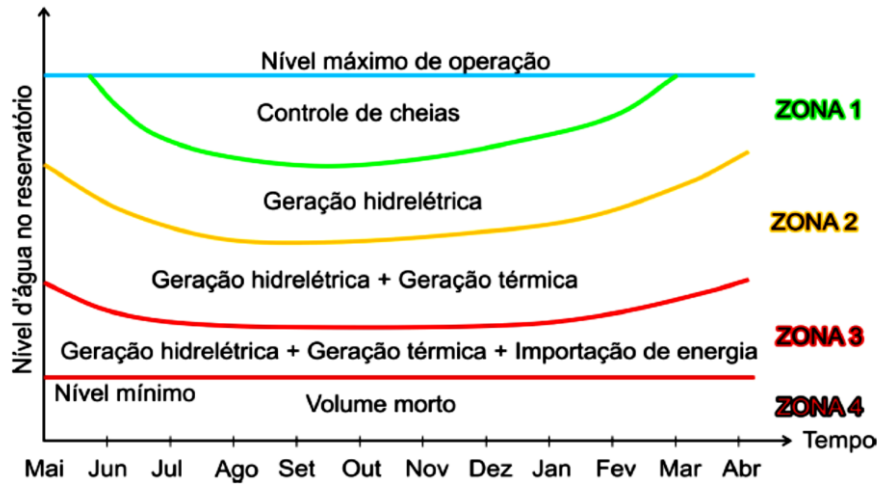 Nível d'água no reservatório
Nível máximo de operação
Controle de cheias
ZONA 1
Geração hidrelétrica
ZONA 2
Geração hidrelétrica + Geração térmica
ZONA 3
Geração hidrelétrica + Geração térmica + Importação de energia
Nível mínimo
Volume morto
ZONA 4
Tempo
Mai Jun Jul Ago Set Out Nov Dez Jan Fev Mar Abr